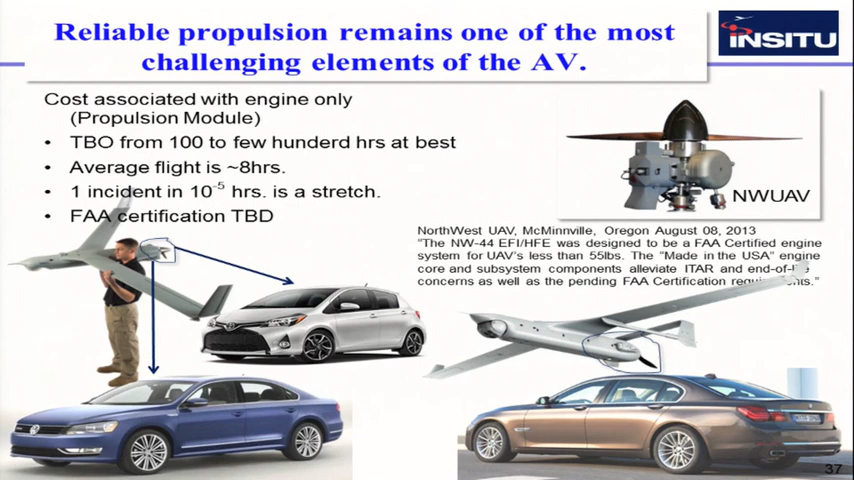 Reliable propulsion remains one of the most
challenging elements of the AV.
INSITU
Cost associated with engine only
(Propulsion Module)
• TBO from 100 to few hunderd hrs at best
• Average flight is ~8hrs.
• 1 incident in 10⁻⁵ hrs. is a stretch.
• FAA certification TBD
NWUAV
NorthWest UAV, McMinnville, Oregon August 08, 2013
"The NW-44 EFI/HFE was designed to be a FAA Certified engine
system for UAV's less than 55lbs. The "Made in the USA" engine
core and subsystem components alleviate ITAR and end-of-life
concerns as well as the pending FAA Certification requirements."
37